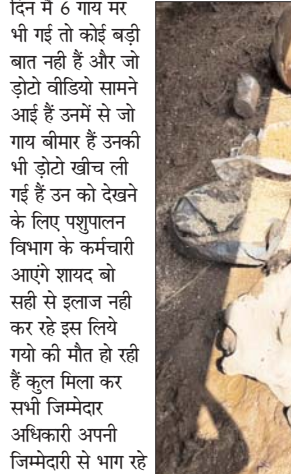 दिन मै 6 गाय मर
भी गई तो कोई बड़ी
बात नही हैं और जो
ड़ोटो वीडियो सामने
आई हैं उनमें से जो
गाय बीमार हैं उनकी
भी ड़ोटो खीच ली
गई हैं उन को देखने
के लिए पशुपालन
विभाग के कर्मचारी
आएंगे शायद बो
सही से इलाज नही
कर रहे इस लिये
गयो की मौत हो रही
हैं कुल मिला कर
सभी जिम्मेदार
अधिकारी अपनी
जिम्मेदारी से भाग रहे